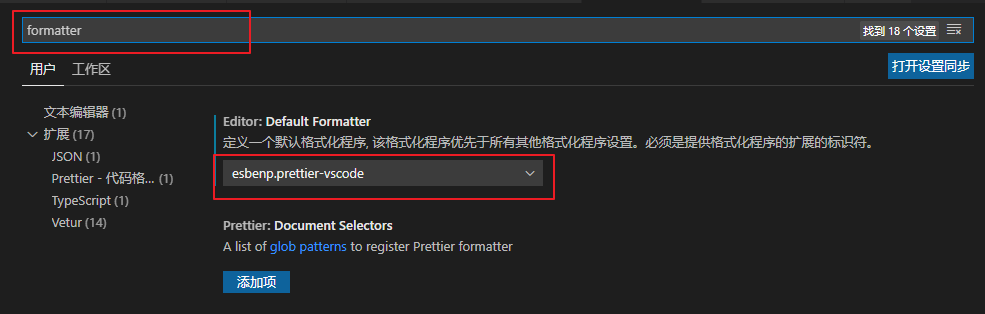 formatter
找到 18 个设置
用户 工作区
打开设置同步
文本编辑器 (1)
扩展 (17)
JSON (1)
Prettier - 代码格... (1)
TypeScript (1)
Vetur (14)
Editor: Default Formatter
定义一个默认格式化程序, 该格式化程序优先于所有其他格式化程序设置。必须是提供格式化程序的扩展的标识符。
esbenp.prettier-vscode
Prettier: Document Selectors
A list of glob patterns to register Prettier formatter
添加项